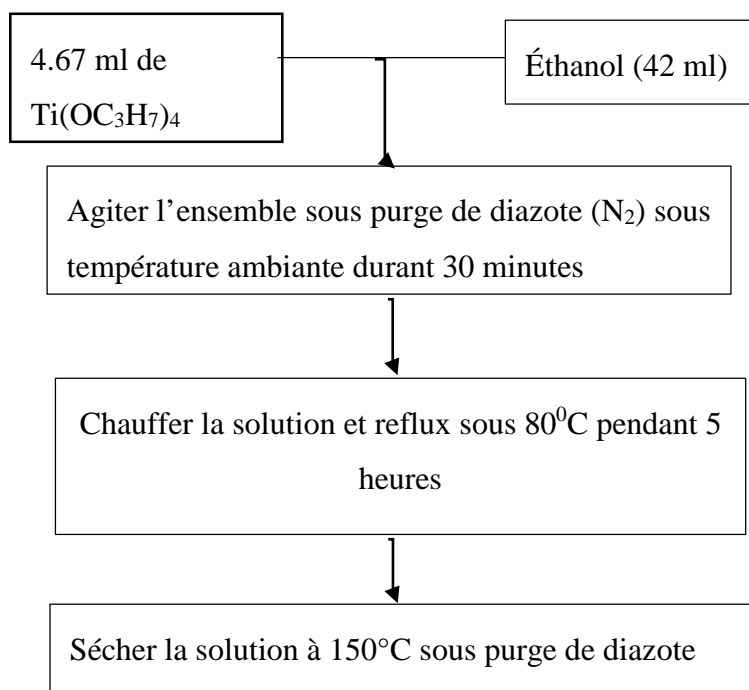 4.67 ml de
Ti(OC₃H₇)₄
Éthanol (42 ml)
Agiter l’ensemble sous purge de diazote (N₂) sous
température ambiante durant 30 minutes
Chauffer la solution et reflux sous 80⁰C pendant 5
heures
Sécher la solution à 150°C sous purge de diazote